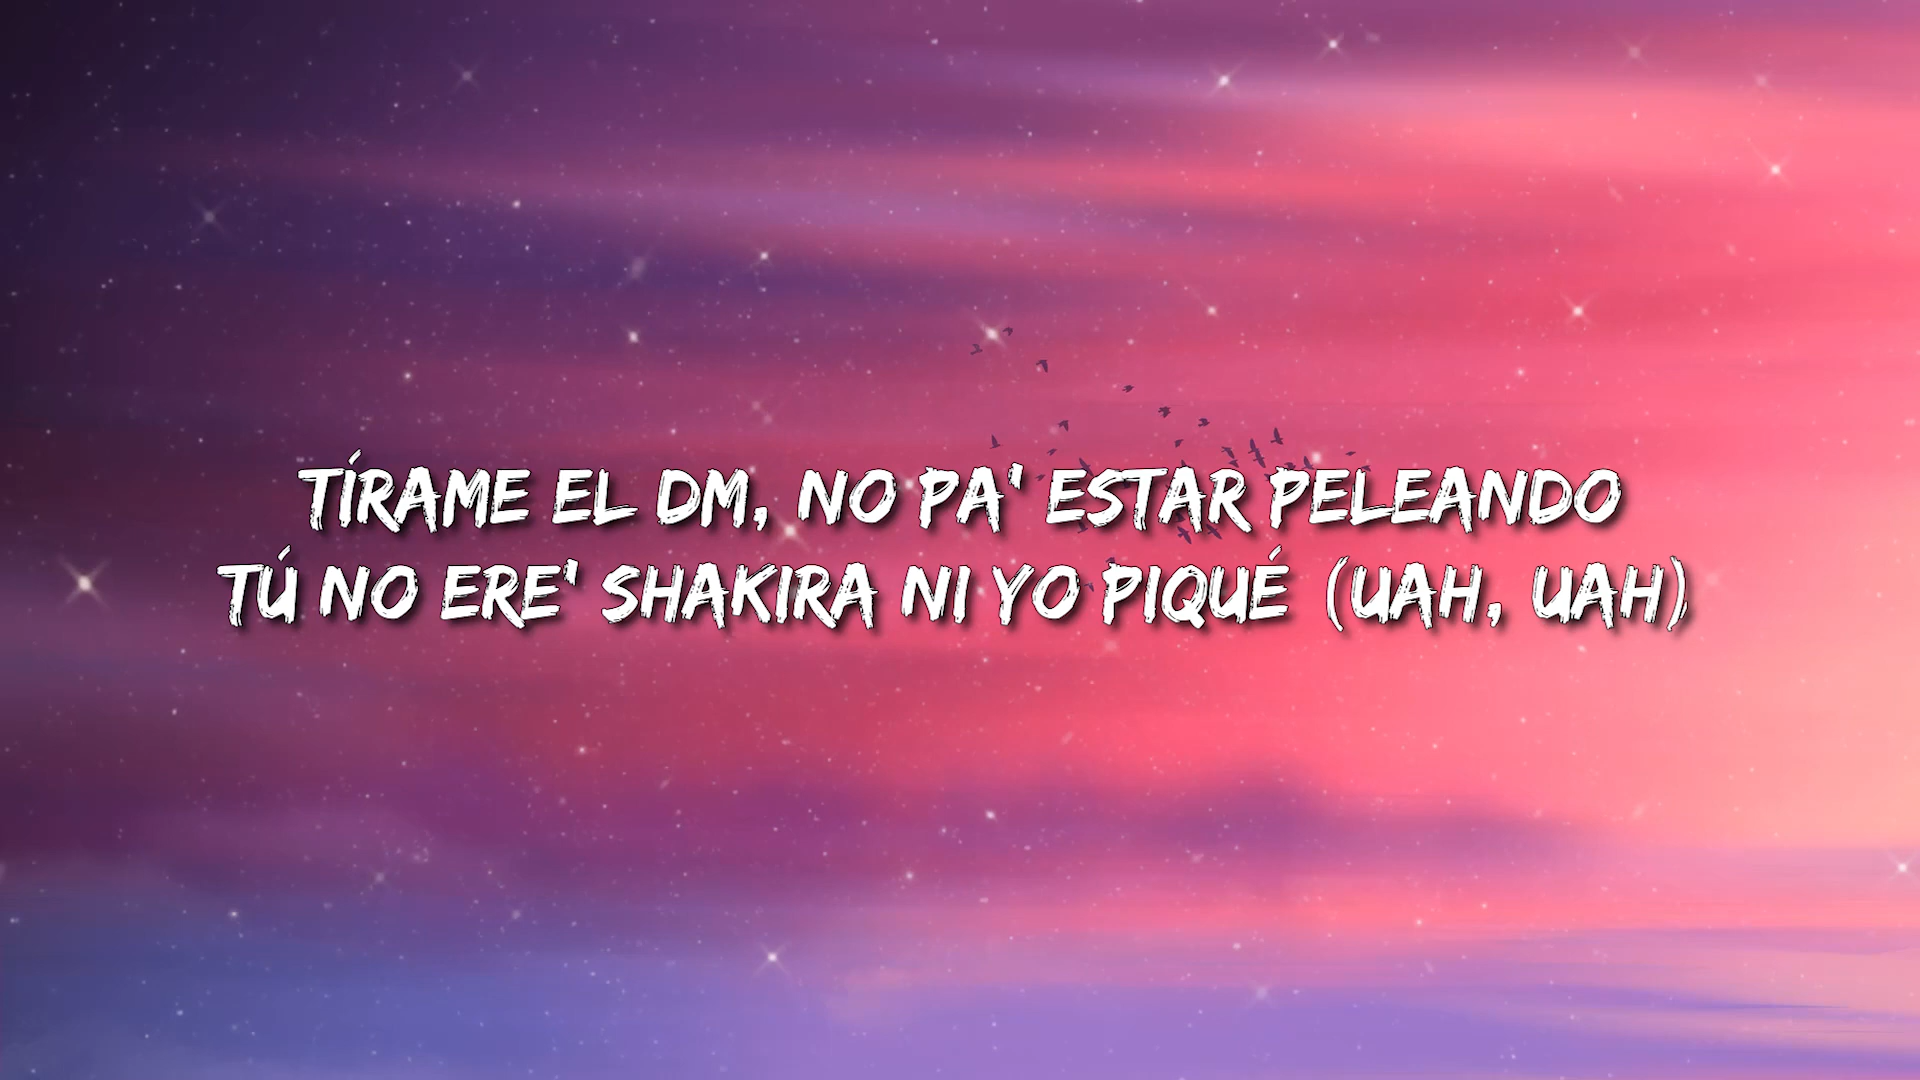 TÍRAME EL DM, NO PA' ESTAR PELEANDO
TÚ NO ERE' SHAKIRA NI YO PIQUÉ (UAH, UAH)